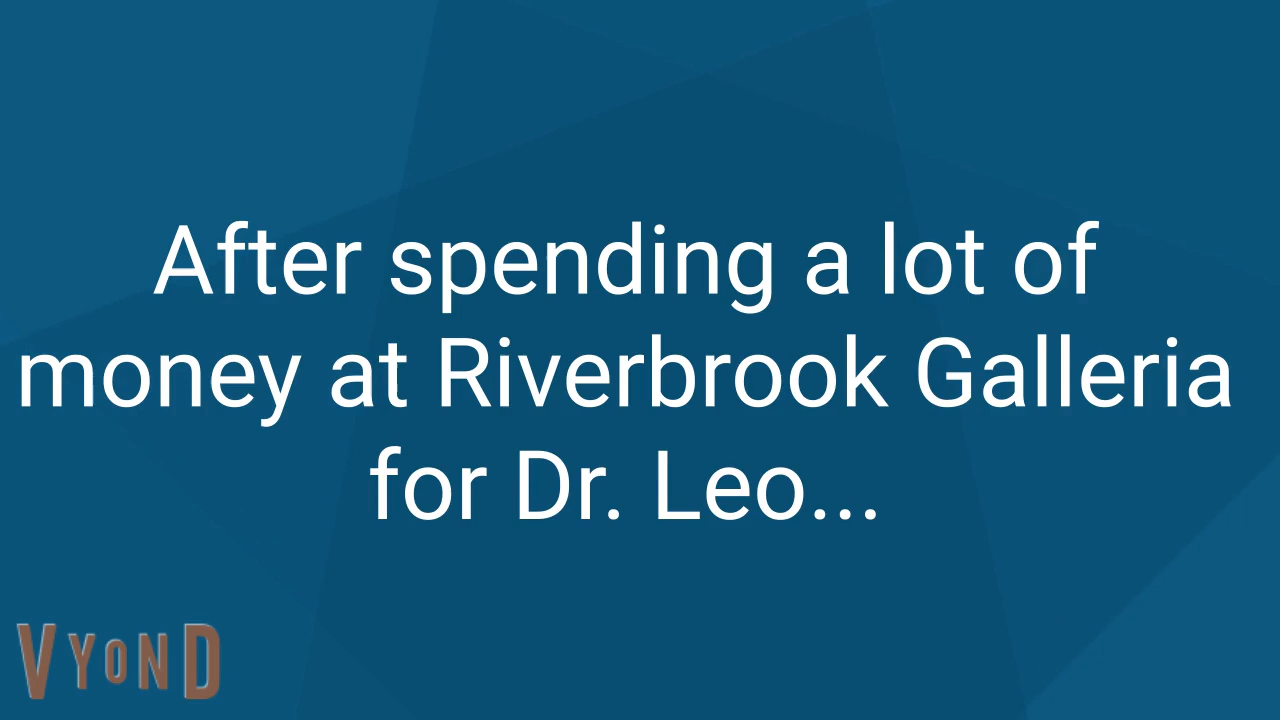 After spending a lot of
money at Riverbrook Galleria
for Dr. Leo...
VYOND